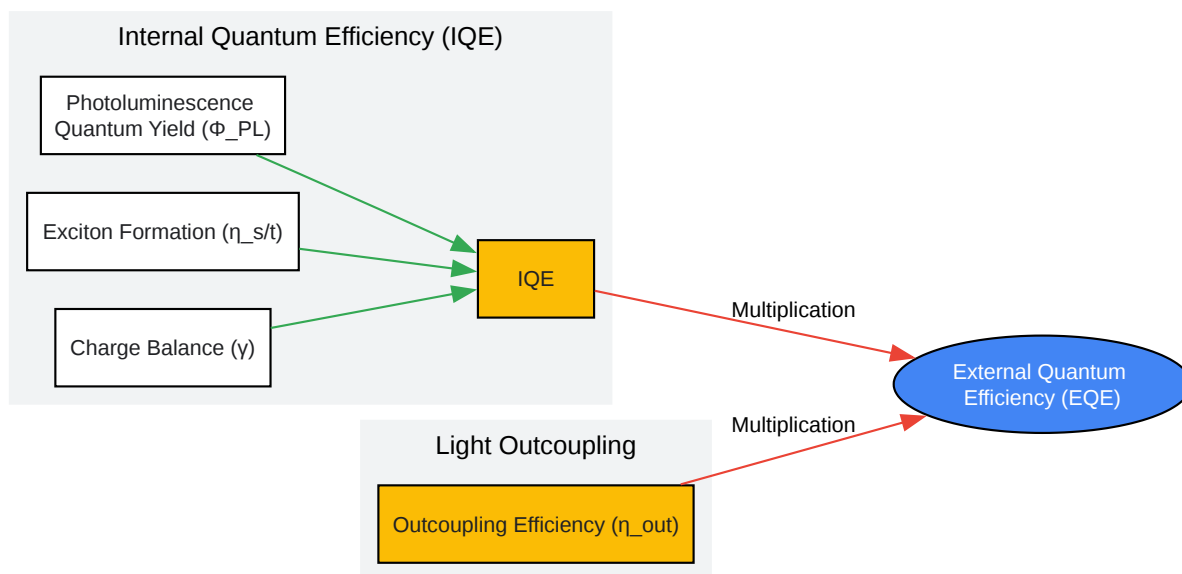 Internal Quantum Efficiency (IQE)
Photoluminescence
Quantum Yield (Φ_PL)
Exciton Formation (η_s/t)
IQE
Charge Balance (γ)
Multiplication
External Quantum
Efficiency (EQE)
Multiplication
Light Outcoupling
Outcoupling Efficiency (η_out)